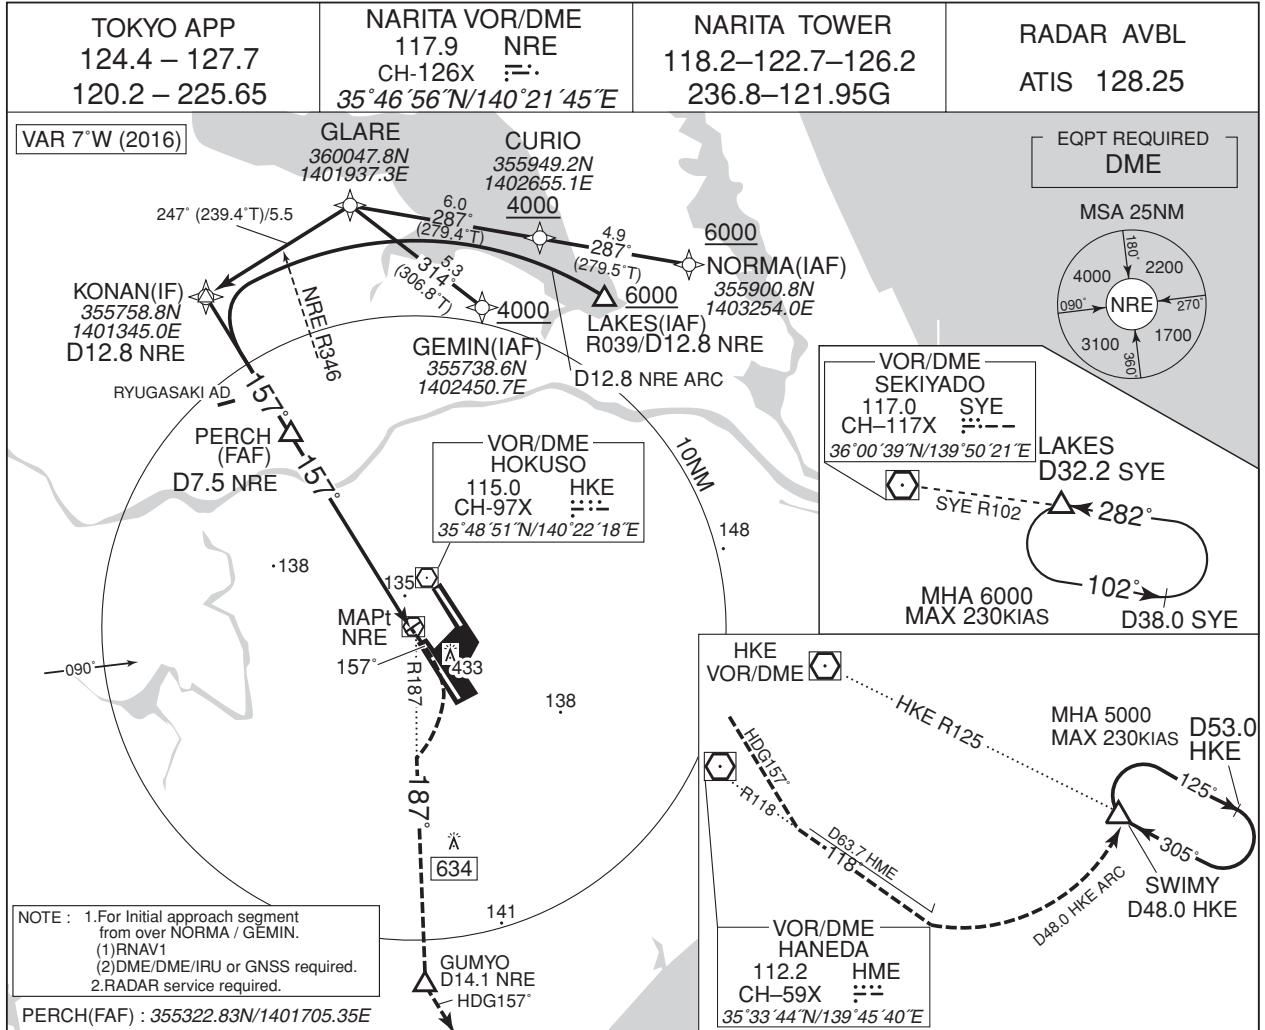 TOKYO APP
124.4 – 127.7
120.2 – 225.65
NARITA VOR/DME
117.9 NRE
CH-126X
35˚46´56˝N/140˚21´45˝E
NARITA TOWER
118.2–122.7–126.2
236.8–121.95G
RADAR AVBL
ATIS 128.25
VAR 7˚W (2016)
GLARE
360047.8N
1401937.3E
CURIO
355949.2N
1402655.1E
4000
EQPT REQUIRED
DME
MSA 25NM
180˚
4000
2200
090˚
NRE
270˚
3100
1700
360˚
247˚ (239.4˚T)/5.5
6.0
287˚
(279.4˚T)
4.9
287˚
(279.5˚T)
6000
NORMA(IAF)
355900.8N
1403254.0E
5.3
314˚
(306.8˚T)
4000
GEMIN(IAF)
355738.6N
1402450.7E
6000
LAKES(IAF)
R039/D12.8 NRE
D12.8 NRE ARC
KONAN(IF)
355758.8N
1401345.0E
D12.8 NRE
NRE R346
RYUGASAKI AD
157˚
PERCH
(FAF)
D7.5 NRE
157˚
10NM
VOR/DME
HOKUSO
115.0 HKE
CH-97X
35˚48´51˝N/140˚22´18˝E
VOR/DME
SEKIYADO
117.0 SYE
CH–117X
36˚00´39˝N/139˚50´21˝E
LAKES
D32.2 SYE
SYE R102
282˚
102˚
MHA 6000
MAX 230KIAS
D38.0 SYE
148
138
135
MAPt
NRE
157˚
R187
433
138
090˚
187˚
634
141
GUMYO
D14.1 NRE
HDG157˚
HKE
VOR/DME
HKE R125
MHA 5000
MAX 230KIAS
D53.0
HKE
125˚
305˚
HDG157˚
R118
D63.7 HME
118˚
D48.0 HKE ARC
SWIMY
D48.0 HKE
VOR/DME
HANEDA
112.2 HME
CH–59X
35˚33´44˝N/139˚45´40˝E
NOTE : 1.For Initial approach segment
from over NORMA / GEMIN.
(1)RNAV1
(2)DME/DME/IRU or GNSS required.
2.RADAR service required.
PERCH(FAF) : 355322.83N/1401705.35E